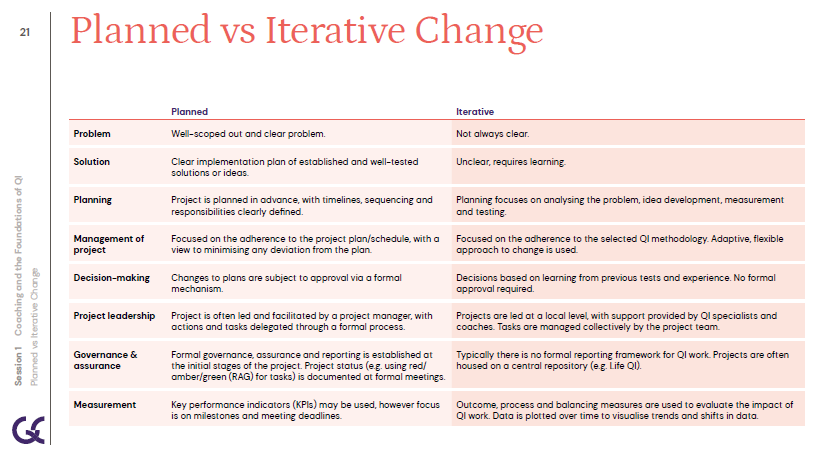 21
Planned vs Iterative Change
Planned
Iterative
Problem
Well-scoped out and clear problem.
Not always clear.
Solution
Clear implementation plan of established and well-tested
solutions or ideas.
Unclear, requires learning.
Planning
Project is planned in advance, with timelines, sequencing and
responsibilities clearly defined.
Planning focuses on analysing the problem, idea development, measurement
and testing.
Management of
project
Focused on the adherence to the project plan/schedule, with a
view to minimising any deviation from the plan.
Focused on the adherence to the selected QI methodology. Adaptive, flexible
approach to change is used.
Decision-making
Changes to plans are subject to approval via a formal
mechanism.
Decisions based on learning from previous tests and experience. No formal
approval required.
Project leadership
Project is often led and facilitated by a project manager, with
actions and tasks delegated through a formal process.
Projects are led at a local level, with support provided by QI specialists and
coaches. Tasks are managed collectively by the project team.
Governance &
assurance
Formal governance, assurance and reporting is established at
the initial stages of the project. Project status (e.g. using red/
amber/green (RAG) for tasks) is documented at formal meetings.
Typically there is no formal reporting framework for QI work. Projects are often
housed on a central repository (e.g. Life QI).
Measurement
Key performance indicators (KPIs) may be used, however focus
is on milestones and meeting deadlines.
Outcome, process and balancing measures are used to evaluate the impact of
QI work. Data is plotted over time to visualise trends and shifts in data.
Session 1 Coaching and the Foundations of QI
Planned vs Iterative Change